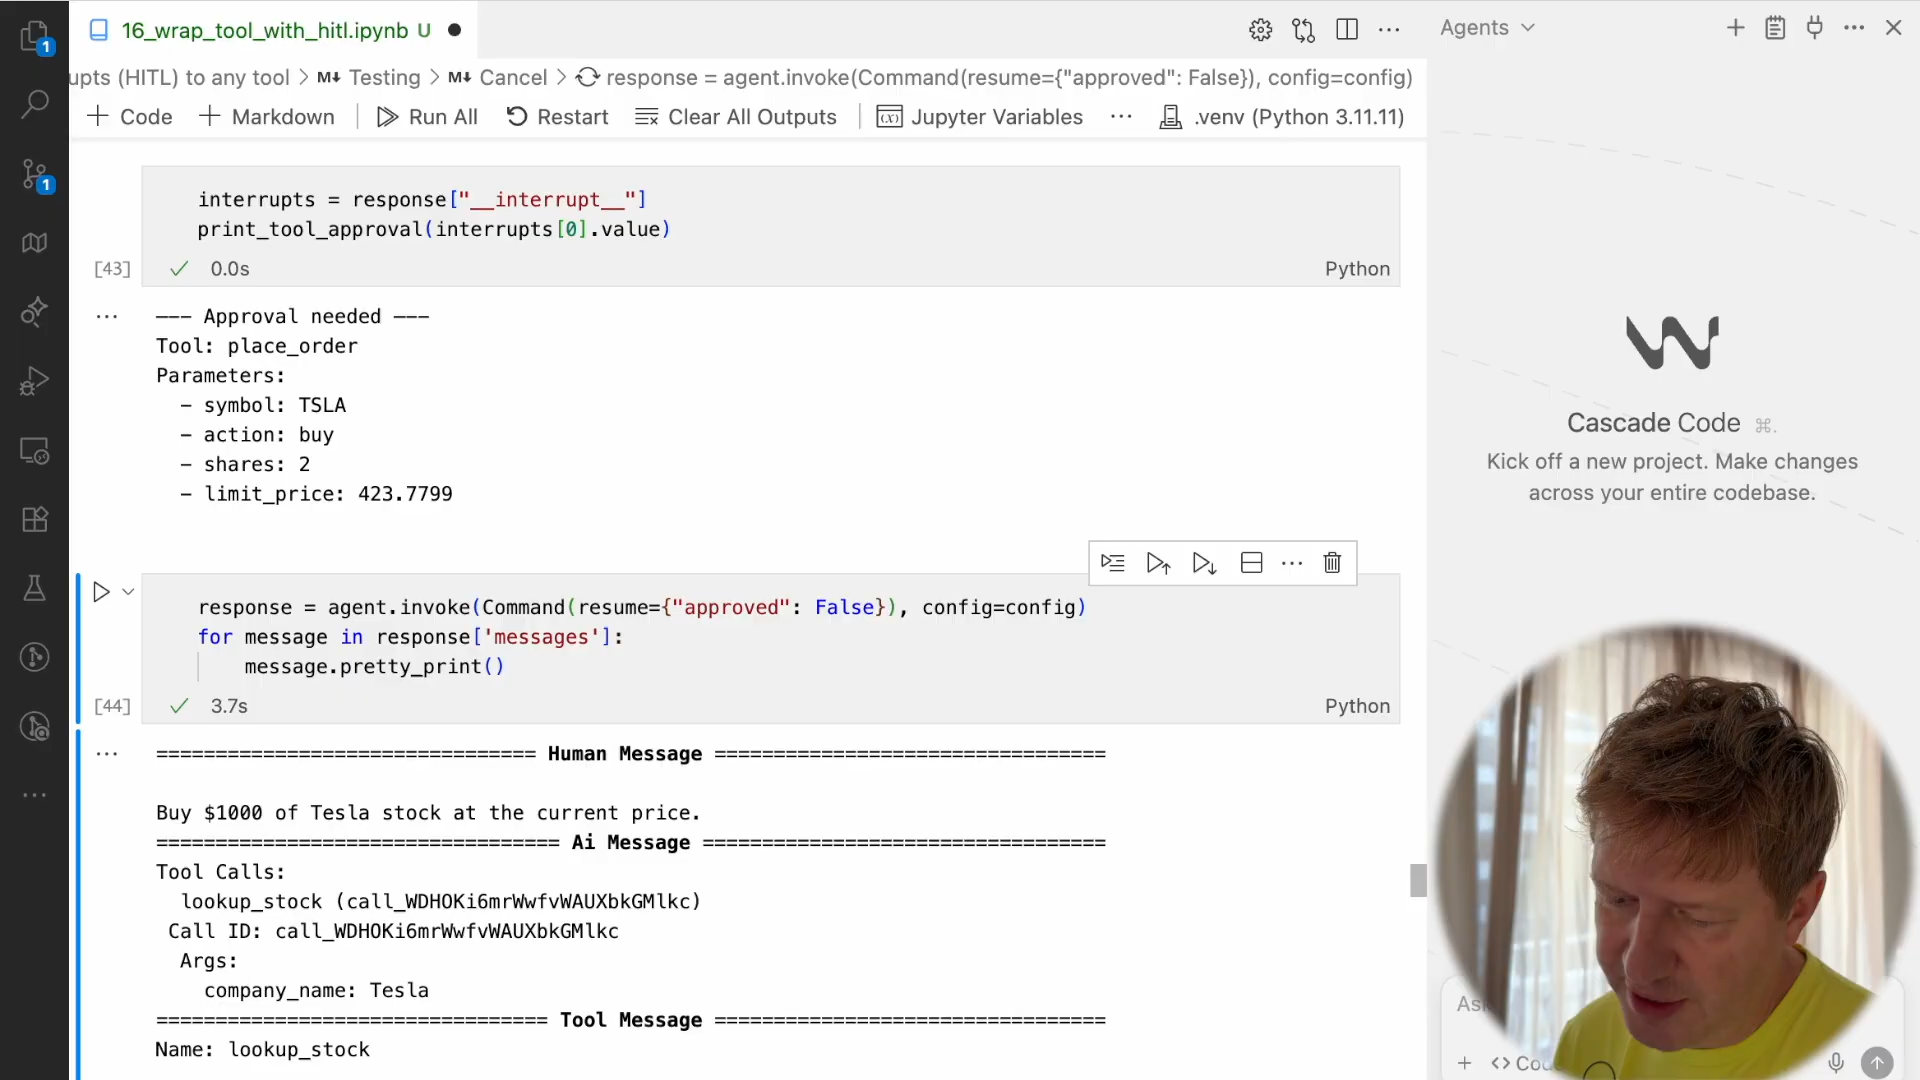 16_wrap_tool_with_hitl.ipynb U
Agents
upts (HITL) to any tool > M↓ Testing > M↓ Cancel > response = agent.invoke(Command(resume={"approved": False}), config=config)
Code Markdown Run All Restart Clear All Outputs Jupyter Variables ... .venv (Python 3.11.11)
1
1
interrupts = response["__interrupt__"]
print_tool_approval(interrupts[0].value)
[43] 0.0s Python
--- Approval needed ---
Tool: place_order
Parameters:
- symbol: TSLA
- action: buy
- shares: 2
- limit_price: 423.7799
response = agent.invoke(Command(resume={"approved": False}), config=config)
for message in response['messages']:
message.pretty_print()
[44] 3.7s Python
================================ Human Message =================================
Buy $1000 of Tesla stock at the current price.
================================== Ai Message ==================================
Tool Calls:
lookup_stock (call_WDHOKi6mrWwfvWAUXbkGMlkc)
Call ID: call_WDHOKi6mrWwfvWAUXbkGMlkc
Args:
company_name: Tesla
================================= Tool Message =================================
Name: lookup_stock
Cascade Code ⌘.
Kick off a new project. Make changes
across your entire codebase.